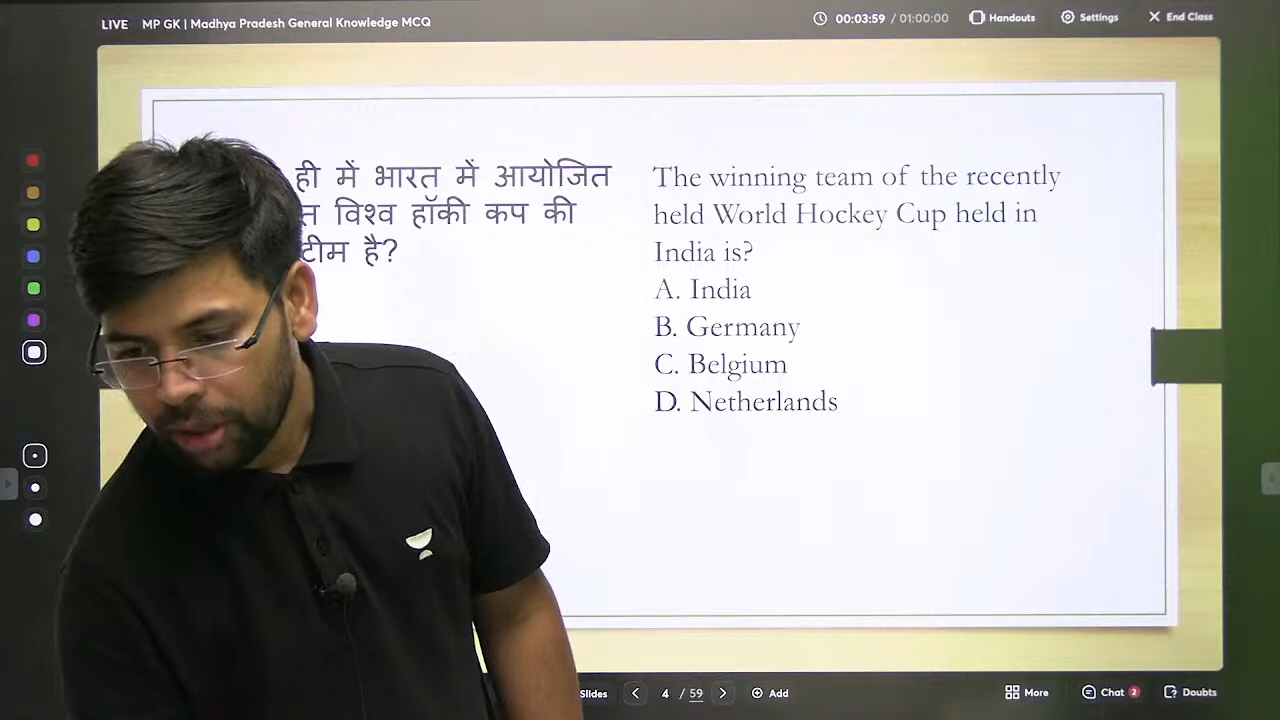 LIVE MP GK | Madhya Pradesh General Knowledge MCQ
00:03:59 / 01:00:00 Handouts Settings End Class
ही में भारत में आयोजित
विश्व हॉकी कप की
टीम है?
The winning team of the recently
held World Hockey Cup held in
India is?
A. India
B. Germany
C. Belgium
D. Netherlands
Slides 4 / 59 Add
More Chat 2 Doubts